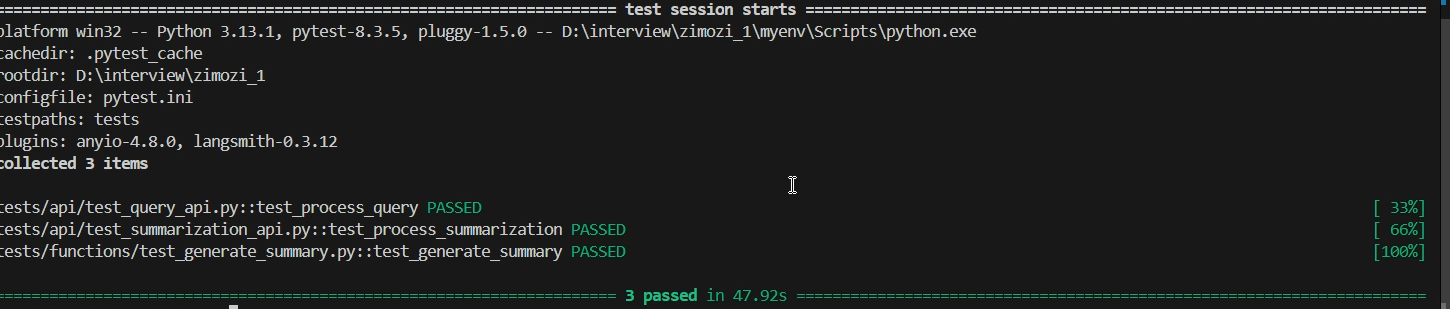 ============================== test session starts ==============================
platform win32 -- Python 3.13.1, pytest-8.3.5, pluggy-1.5.0 -- D:\interview\zimozi_1\myenv\Scripts\python.exe
cachedir: .pytest_cache
rootdir: D:\interview\zimozi_1
configfile: pytest.ini
testpaths: tests
plugins: anyio-4.8.0, langsmith-0.3.12
collected 3 items
tests/api/test_query_api.py::test_process_query PASSED [ 33%]
tests/api/test_summarization_api.py::test_process_summarization PASSED [ 66%]
tests/functions/test_generate_summary.py::test_generate_summary PASSED [100%]
============================== 3 passed in 47.92s ==============================